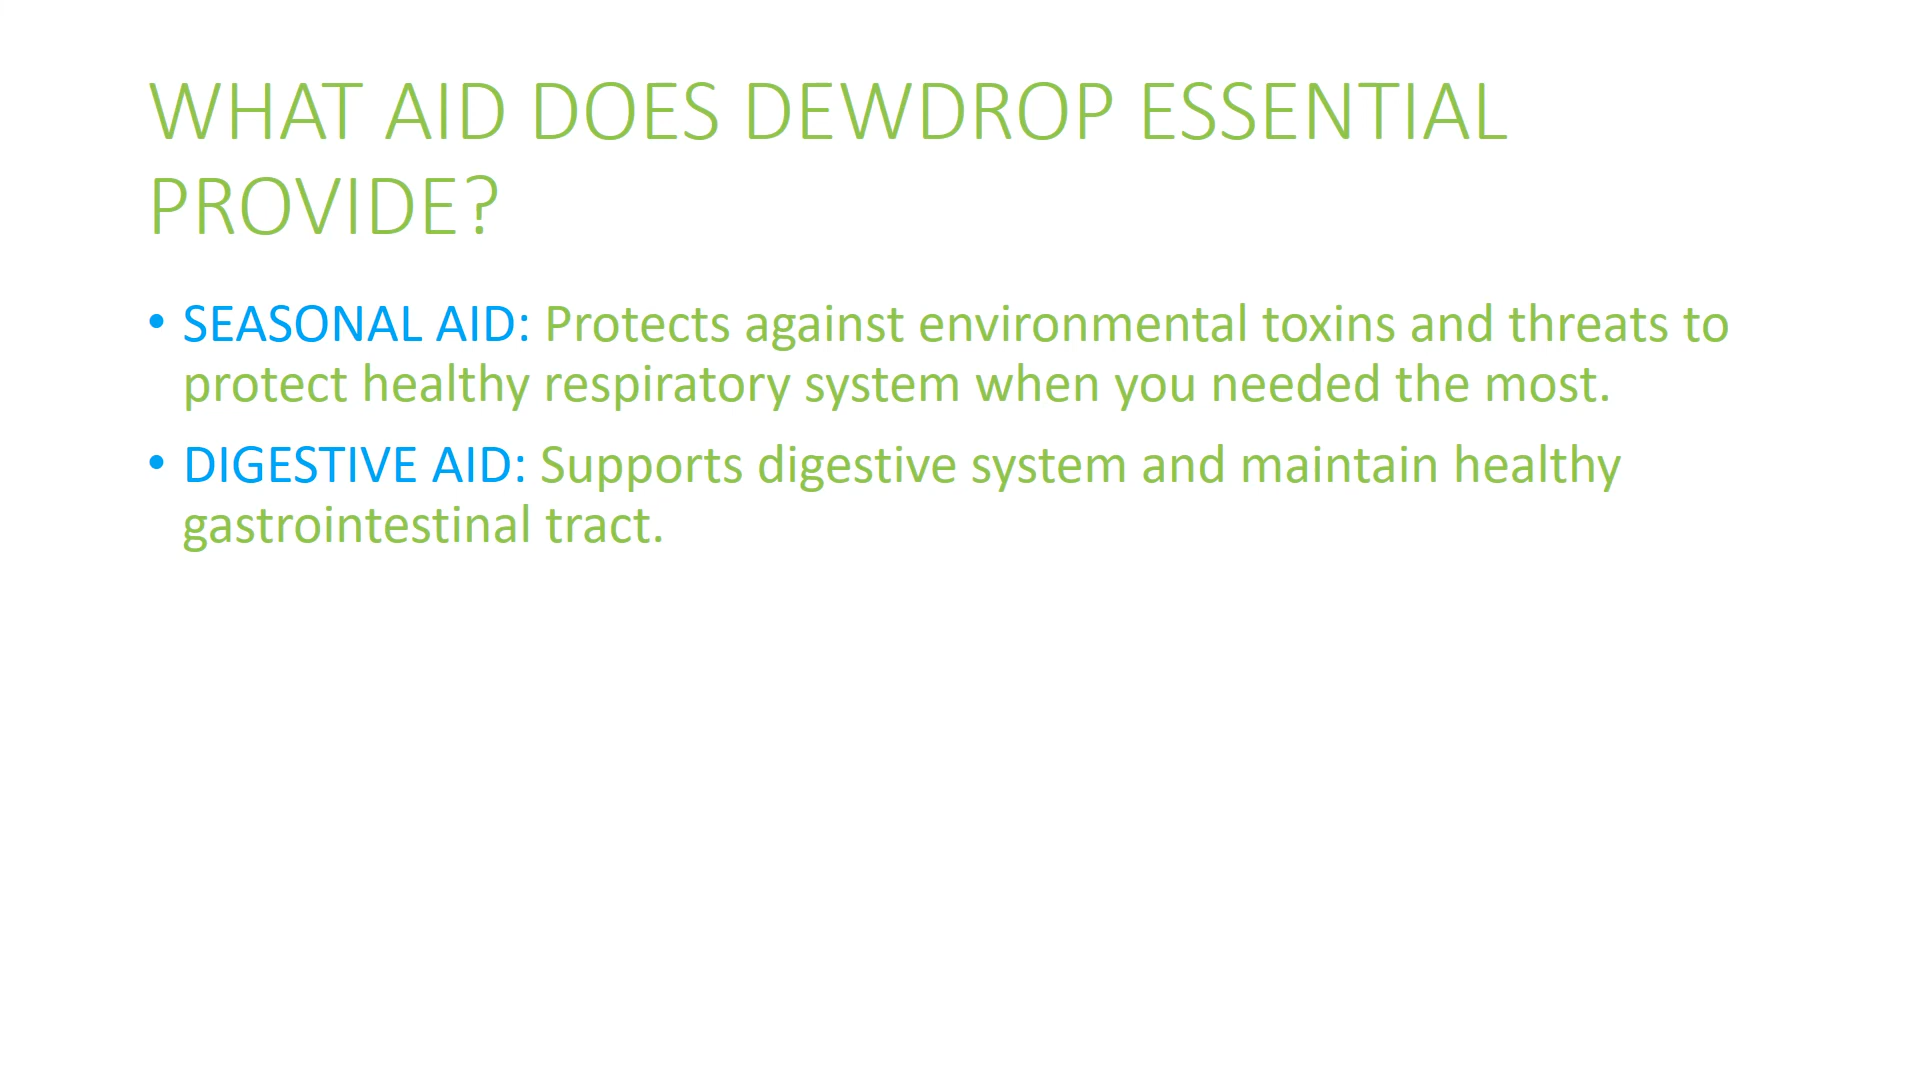 WHAT AID DOES DEWDROP ESSENTIAL
PROVIDE?
• SEASONAL AID: Protects against environmental toxins and threats to
protect healthy respiratory system when you needed the most.
• DIGESTIVE AID: Supports digestive system and maintain healthy
gastrointestinal tract.